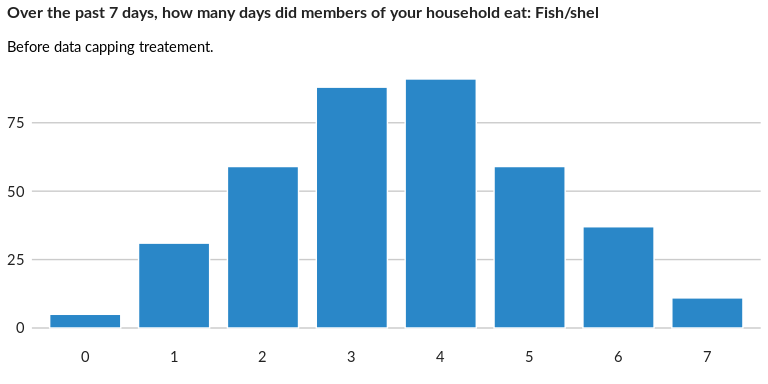 Over the past 7 days, how many days did members of your household eat: Fish/shel
Before data capping treatement.
75
50
25
0
0 1 2 3 4 5 6 7